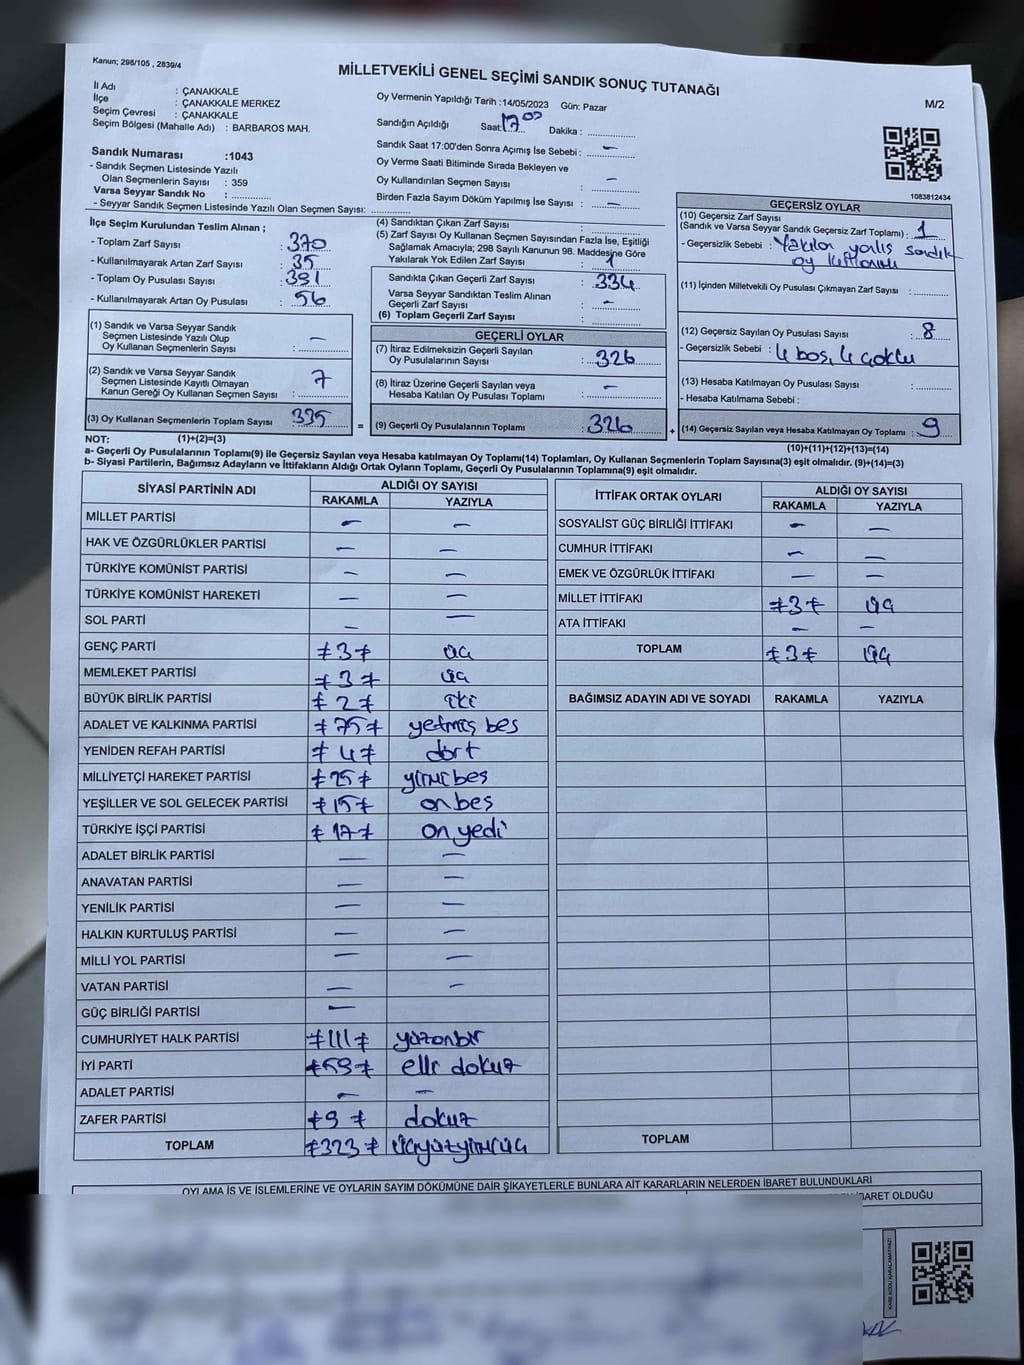 Kanun; 298/105 , 2839/4
MİLLETVEKİLİ GENEL SEÇİMİ SANDIK SONUÇ TUTANAĞI
M/2
İl Adı : ÇANAKKALE
İlçe : ÇANAKKALE MERKEZ
Seçim Çevresi : ÇANAKKALE
Seçim Bölgesi (Mahalle Adı) : BARBAROS MAH.
Sandık Numarası :1043
- Sandık Seçmen Listesinde Yazılı
Olan Seçmenlerin Sayısı : 359
Varsa Seyyar Sandık No :
- Seyyar Sandık Seçmen Listesinde Yazılı Olan Seçmen Sayısı:
Oy Vermenin Yapıldığı Tarih :14/05/2023 Gün: Pazar
Sandığın Açıldığı Saat: 17 00 Dakika :
Sandık Saat 17:00'den Sonra Açımış İse Sebebi : –
Oy Verme Saati Bitiminde Sırada Bekleyen ve
Oy Kullandırılan Seçmen Sayısı : –
Birden Fazla Sayım Döküm Yapılmış İse Sayısı : –
1083812434
İlçe Seçim Kurulundan Teslim Alınan ;
- Toplam Zarf Sayısı : 370
- Kullanılmayarak Artan Zarf Sayısı : 35
- Toplam Oy Pusulası Sayısı : 391
- Kullanılmayarak Artan Oy Pusulası : 56
(1) Sandık ve Varsa Seyyar Sandık
Seçmen Listesinde Yazılı Olup
Oy Kullanan Seçmenlerin Sayısı : –
(2) Sandık ve Varsa Seyyar Sandık
Seçmen Listesinde Kayıtlı Olmayan
Kanun Gereği Oy Kullanan Seçmen Sayısı : 7
(3) Oy Kullanan Seçmenlerin Toplam Sayısı : 335 =
(4) Sandıktan Çıkan Zarf Sayısı :
(5) Zarf Sayısı Oy Kullanan Seçmen Sayısından Fazla İse, Eşitliği
Sağlamak Amacıyla; 298 Sayılı Kanunun 98. Maddesine Göre
Yakılarak Yok Edilen Zarf Sayısı : 1
Sandıkta Çıkan Geçerli Zarf Sayısı : 334
Varsa Seyyar Sandıktan Teslim Alınan
Geçerli Zarf Sayısı : –
(6) Toplam Geçerli Zarf Sayısı :
GEÇERLİ OYLAR
(7) İtiraz Edilmeksizin Geçerli Sayılan
Oy Pusulalarının Sayısı : 326
(8) İtiraz Üzerine Geçerli Sayılan veya
Hesaba Katılan Oy Pusulası Toplamı : –
(9) Geçerli Oy Pusulalarının Toplamı : 326 +
GEÇERSİZ OYLAR
(10) Geçersiz Zarf Sayısı
(Sandık ve Varsa Seyyar Sandık Geçersiz Zarf Toplamı) : 1
- Geçersizlik Sebebi : Yakılan yalış sandık
oy
(11) İçinden Milletvekili Oy Pusulası Çıkmayan Zarf Sayısı :
(12) Geçersiz Sayılan Oy Pusulası Sayısı : 8
- Geçersizlik Sebebi : 4 boş, 4 çoklu
(13) Hesaba Katılmayan Oy Pusulası Sayısı :
- Hesaba Katılmama Sebebi :
(14) Geçersiz Sayılan veya Hesaba Katılmayan Oy Toplamı : 9
NOT: (1)+(2)=(3)
(10)+(11)+(12)+(13)=(14)
a- Geçerli Oy Pusulalarının Toplamı(9) ile Geçersiz Sayılan veya Hesaba katılmayan Oy Toplamı(14) Toplamları, Oy Kullanan Seçmenlerin Toplam Sayısına(3) eşit olmalıdır. (9)+(14)=(3)
b- Siyasi Partilerin, Bağımsız Adayların ve İttifakların Aldığı Ortak Oyların Toplamı, Geçerli Oy Pusulalarının Toplamına(9) eşit olmalıdır.
SİYASİ PARTİNİN ADI ALDIĞI OY SAYISI
RAKAMLA YAZIYLA
MİLLET PARTİSİ – –
HAK VE ÖZGÜRLÜKLER PARTİSİ – –
TÜRKİYE KOMÜNİST PARTİSİ – –
TÜRKİYE KOMÜNİST HAREKETİ – –
SOL PARTİ – –
GENÇ PARTİ ≠3≠ üç
MEMLEKET PARTİSİ ≠3≠ üç
BÜYÜK BİRLİK PARTİSİ ≠2≠ iki
ADALET VE KALKINMA PARTİSİ ≠75≠ yetmiş beş
YENİDEN REFAH PARTİSİ ≠4≠ dört
MİLLİYETÇİ HAREKET PARTİSİ ≠25≠ yirmi beş
YEŞİLLER VE SOL GELECEK PARTİSİ ≠15≠ on beş
TÜRKİYE İŞÇİ PARTİSİ ≠17≠ on yedi
ADALET BİRLİK PARTİSİ – –
ANAVATAN PARTİSİ – –
YENİLİK PARTİSİ – –
HALKIN KURTULUŞ PARTİSİ – –
MİLLİ YOL PARTİSİ – –
VATAN PARTİSİ – –
GÜÇ BİRLİĞİ PARTİSİ –
CUMHURİYET HALK PARTİSİ ≠111≠ yüzonbir
İYİ PARTİ ≠59≠ elli dokuz
ADALET PARTİSİ – –
ZAFER PARTİSİ ≠9≠ dokuz
TOPLAM ≠323≠ üçyüzyirmiüç
İTTİFAK ORTAK OYLARI ALDIĞI OY SAYISI
RAKAMLA YAZIYLA
SOSYALİST GÜÇ BİRLİĞİ İTTİFAKI – –
CUMHUR İTTİFAKI – –
EMEK VE ÖZGÜRLÜK İTTİFAKI – –
MİLLET İTTİFAKI ≠3≠ üç
ATA İTTİFAKI – –
TOPLAM ≠3≠ üç
BAĞIMSIZ ADAYIN ADI VE SOYADI RAKAMLA YAZIYLA
TOPLAM
OYLAMA İŞ VE İŞLEMLERİNE VE OYLARIN SAYIM DÖKÜMÜNE DAİR ŞİKAYETLERLE BUNLARA AİT KARARLARIN NELERDEN İBARET BULUNDUKLARI
İBARET OLDUĞU
KARE KODU KARALAMAYINIZ!